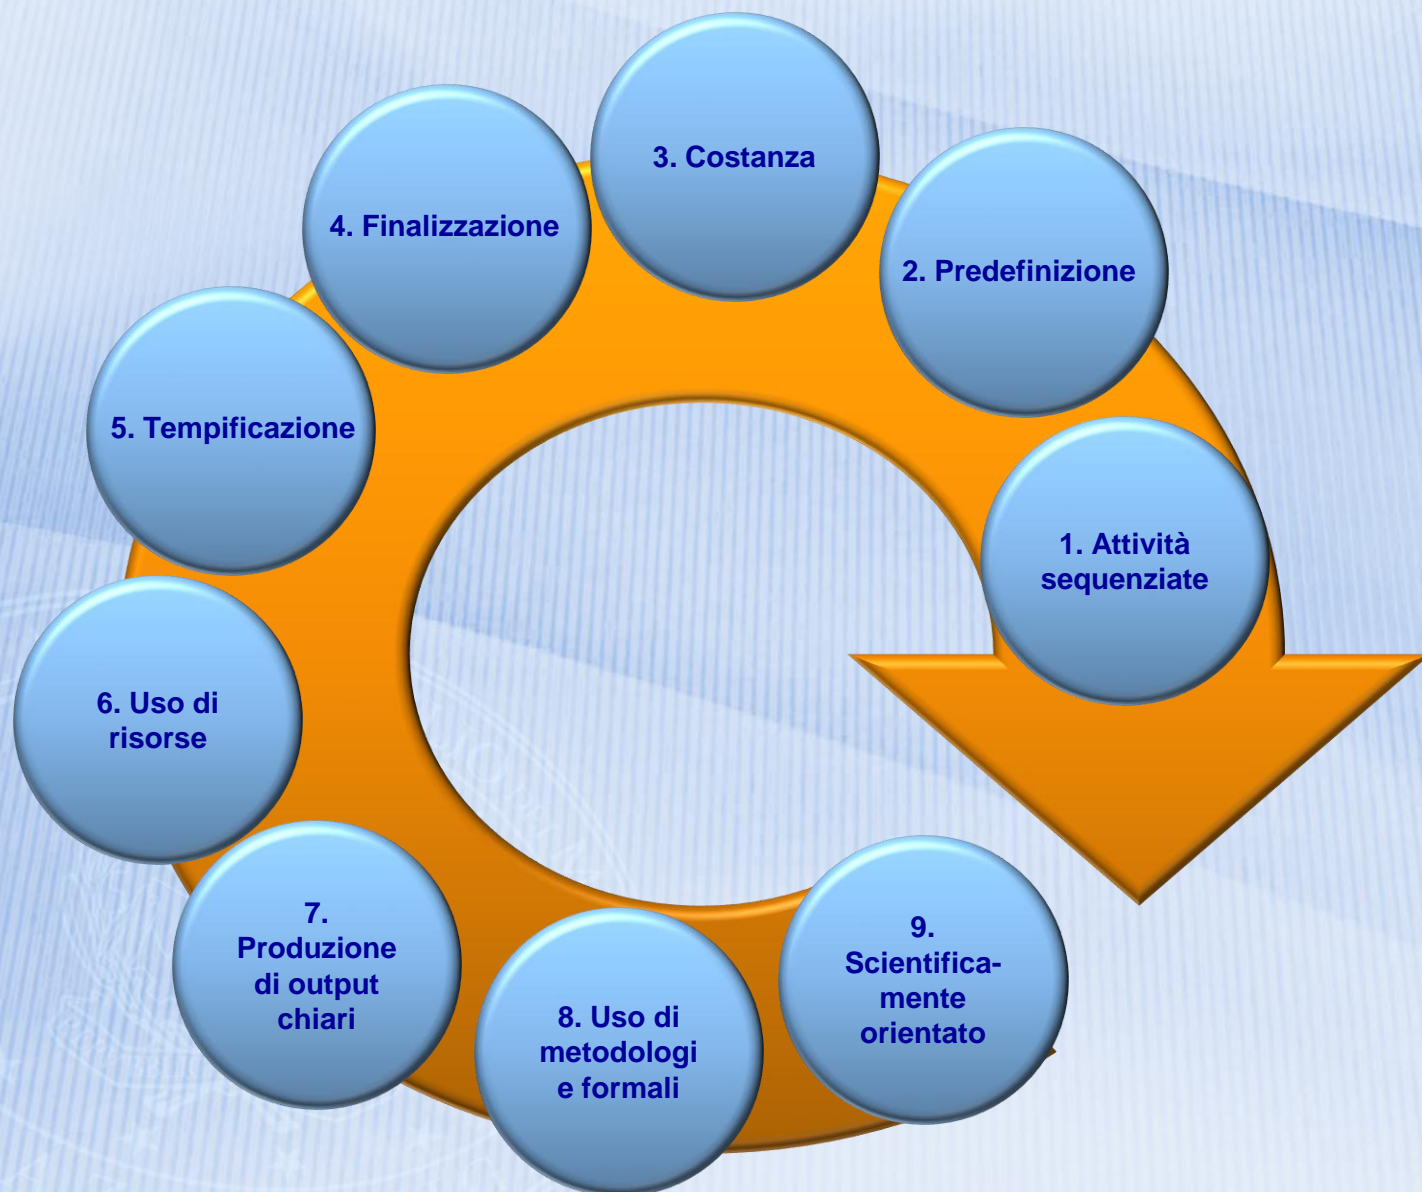 3. Costanza
4. Finalizzazione
2. Predefinizione
5. Tempificazione
1. Attività
sequenziate
6. Uso di
risorse
7.
Produzione
di output
chiari
8. Uso di
metodologi
e formali
9.
Scientifica-
mente
orientato